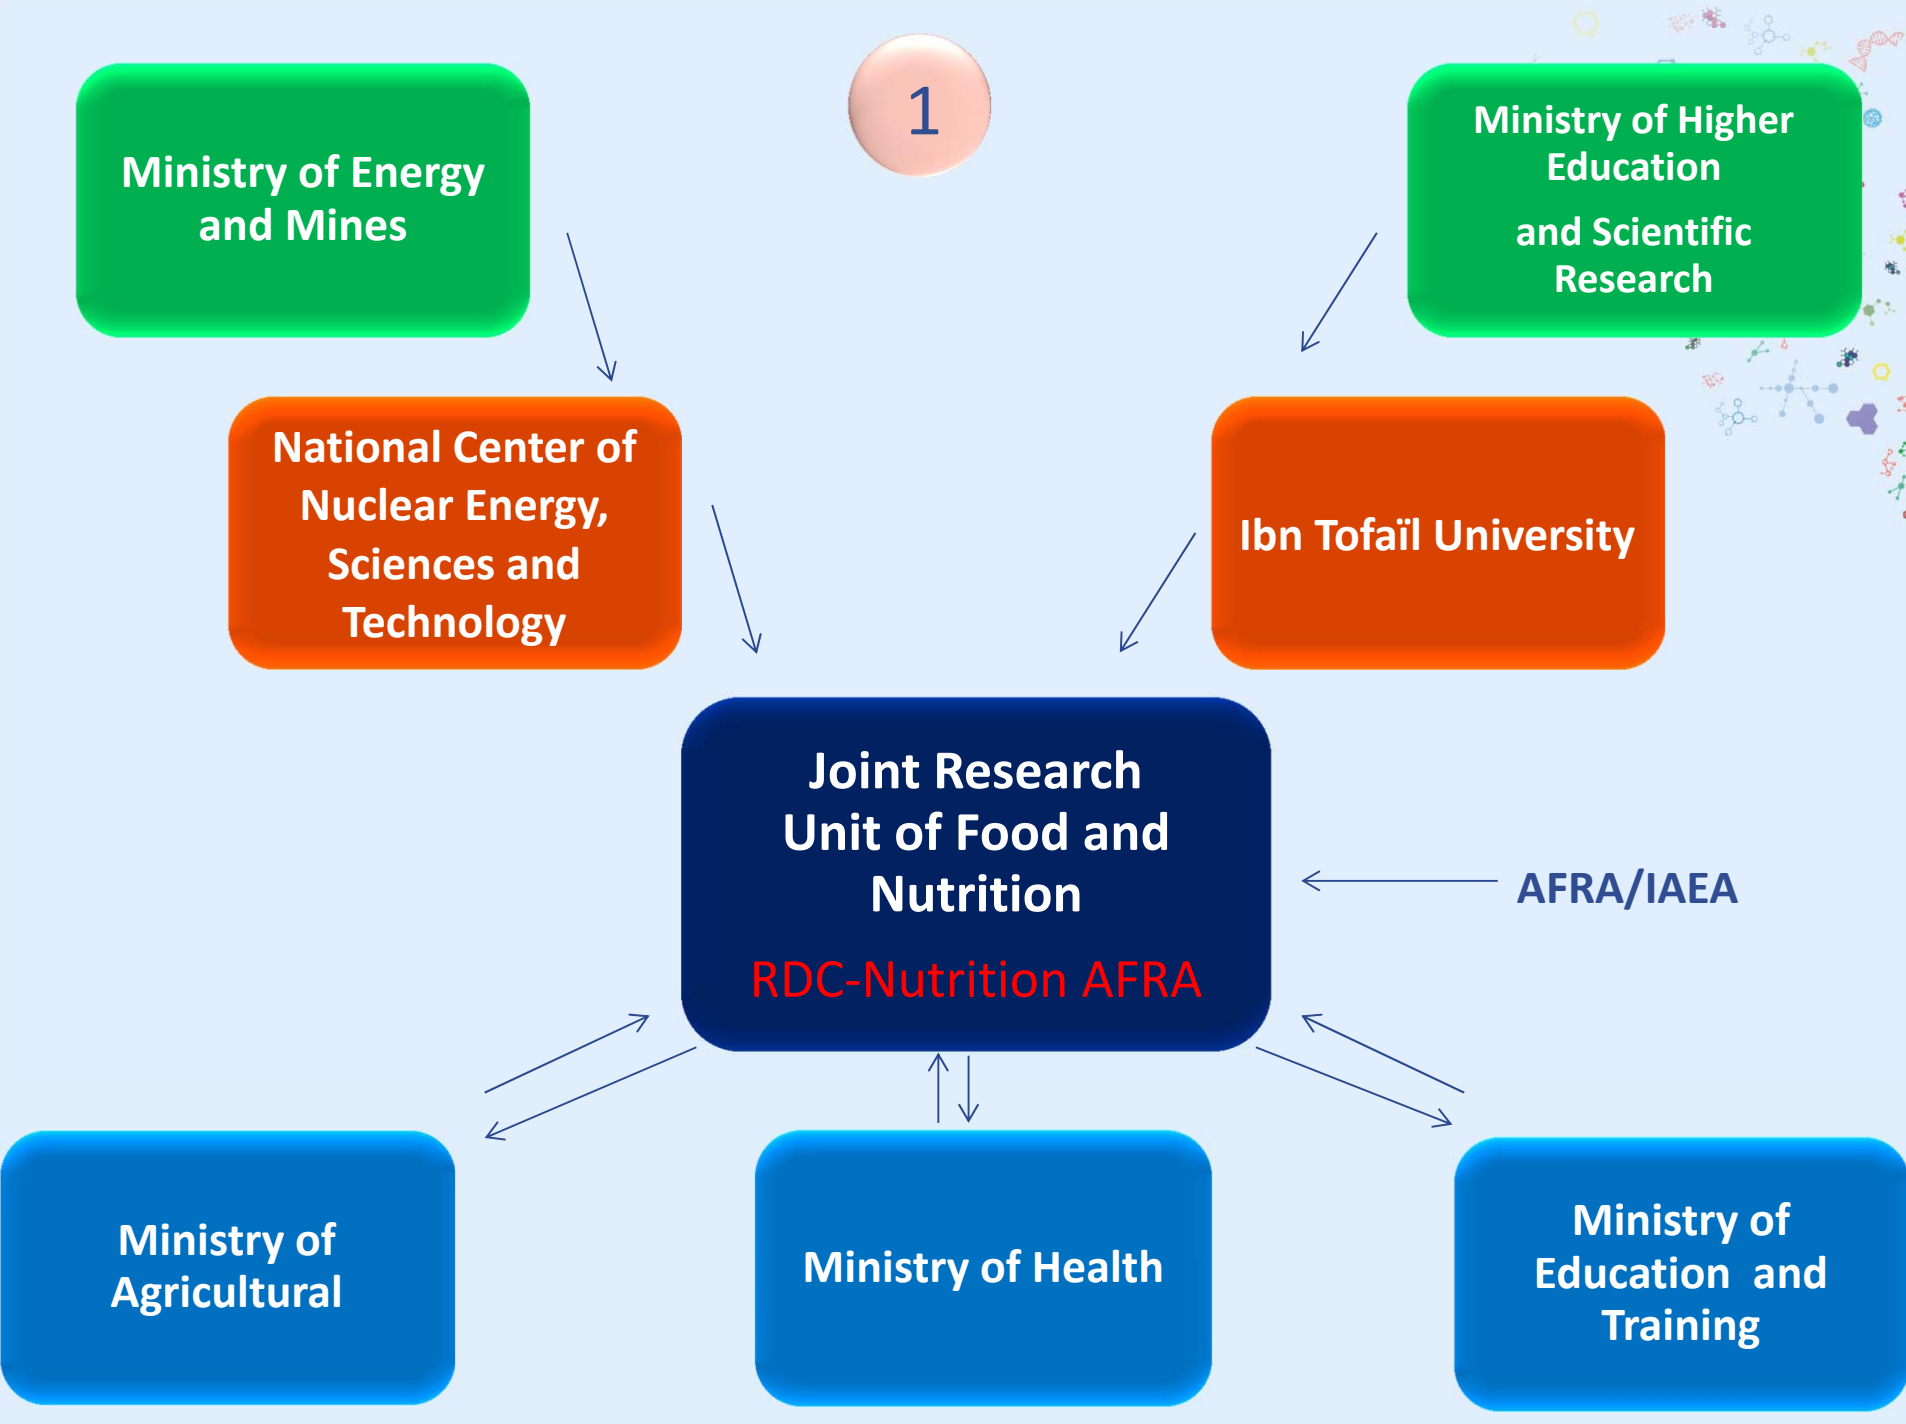 1
Ministry of Energy
and Mines
Ministry of Higher
Education
and Scientific
Research
National Center of
Nuclear Energy,
Sciences and
Technology
Ibn Tofaïl University
Joint Research
Unit of Food and
Nutrition
RDC-Nutrition AFRA
AFRA/IAEA
Ministry of
Agricultural
Ministry of Health
Ministry of
Education and
Training